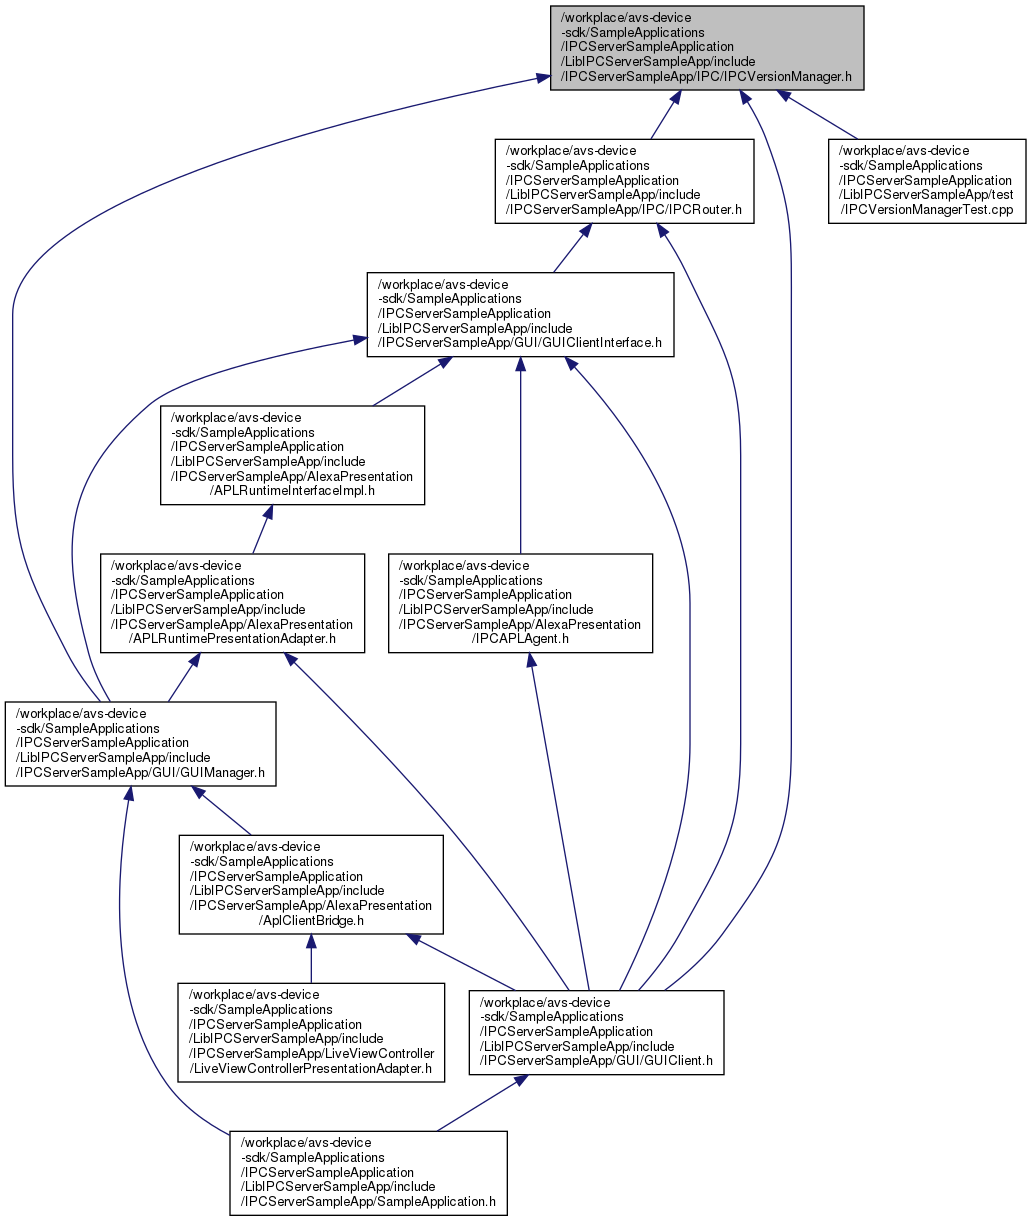 /workplace/avs-device
-sdk/SampleApplications
/IPCServerSampleApplication
/LibIPCServerSampleApp/include
/IPCServerSampleApp/IPC/IPCVersionManager.h
/workplace/avs-device
-sdk/SampleApplications
/IPCServerSampleApplication
/LibIPCServerSampleApp/include
/IPCServerSampleApp/IPC/IPCRouter.h
/workplace/avs-device
-sdk/SampleApplications
/IPCServerSampleApplication
/LibIPCServerSampleApp/test
/IPCVersionManagerTest.cpp
/workplace/avs-device
-sdk/SampleApplications
/IPCServerSampleApplication
/LibIPCServerSampleApp/include
/IPCServerSampleApp/GUI/GUIClientInterface.h
/workplace/avs-device
-sdk/SampleApplications
/IPCServerSampleApplication
/LibIPCServerSampleApp/include
/IPCServerSampleApp/AlexaPresentation
/APLRuntimeInterfaceImpl.h
/workplace/avs-device
-sdk/SampleApplications
/IPCServerSampleApplication
/LibIPCServerSampleApp/include
/IPCServerSampleApp/AlexaPresentation
/APLRuntimePresentationAdapter.h
/workplace/avs-device
-sdk/SampleApplications
/IPCServerSampleApplication
/LibIPCServerSampleApp/include
/IPCServerSampleApp/AlexaPresentation
/IPCAPLAgent.h
/workplace/avs-device
-sdk/SampleApplications
/IPCServerSampleApplication
/LibIPCServerSampleApp/include
/IPCServerSampleApp/GUI/GUIManager.h
/workplace/avs-device
-sdk/SampleApplications
/IPCServerSampleApplication
/LibIPCServerSampleApp/include
/IPCServerSampleApp/AlexaPresentation
/AplClientBridge.h
/workplace/avs-device
-sdk/SampleApplications
/IPCServerSampleApplication
/LibIPCServerSampleApp/include
/IPCServerSampleApp/LiveViewController
/LiveViewControllerPresentationAdapter.h
/workplace/avs-device
-sdk/SampleApplications
/IPCServerSampleApplication
/LibIPCServerSampleApp/include
/IPCServerSampleApp/GUI/GUIClient.h
/workplace/avs-device
-sdk/SampleApplications
/IPCServerSampleApplication
/LibIPCServerSampleApp/include
/IPCServerSampleApp/SampleApplication.h